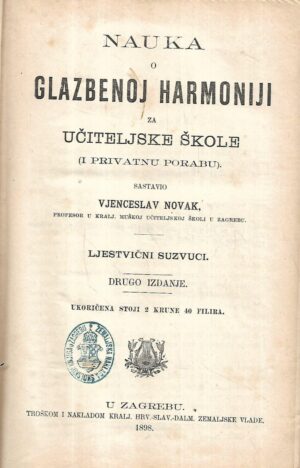 NAUKA
O
GLAZBENOJ HARMONIJI
ZA
UČITELJSKE ŠKOLE
(I PRIVATNU PORABU).
SASTAVIO
VJENCESLAV NOVAK,
PROFESOR U KRALJ. MUŠKOJ UČITELJSKOJ ŠKOLI U ZAGREBU.
LJESTVIČNI SUZVUCI.
DRUGO IZDANJE.
UKORIČENA STOJI 2 KRUNE 40 FILIRA.
U ZAGREBU.
TROŠKOM I NAKLADOM KRALJ. HRV.-SLAV.-DALM. ZEMALJSKE VLADE.
1898.